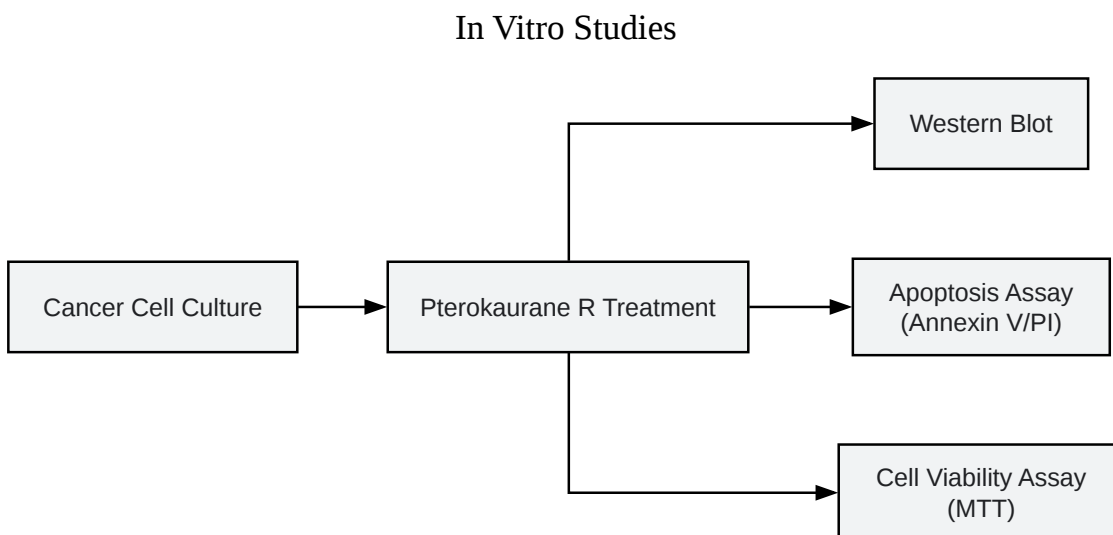 In Vitro Studies
Western Blot
Cancer Cell Culture
Pterokaurane R Treatment
Apoptosis Assay
(Annexin V/PI)
Cell Viability Assay
(MTT)